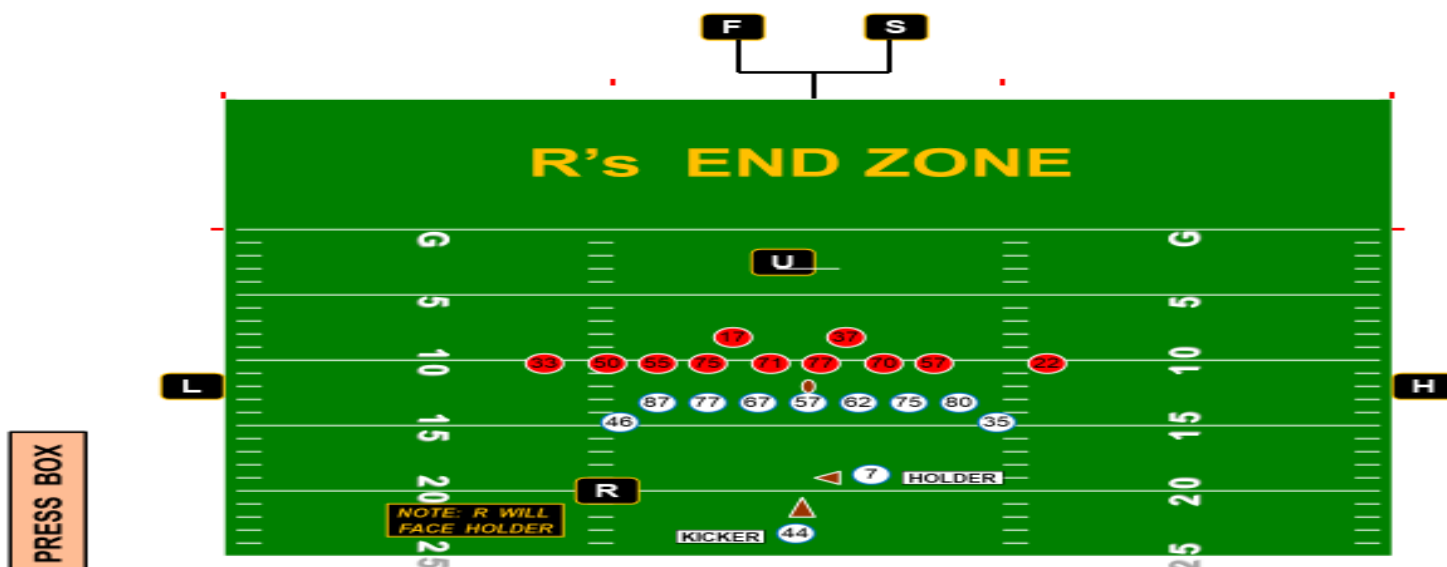 F S
R's END ZONE
G G
U
5 5
17 37
10 33 50 55 75 71 77 70 57 22 10
L H
87 77 67 57 62 75 80
46 35
15 15
7 HOLDER
R
20 20
NOTE: R WILL
FACE HOLDER
KICKER 44
25 25
PRESS BOX